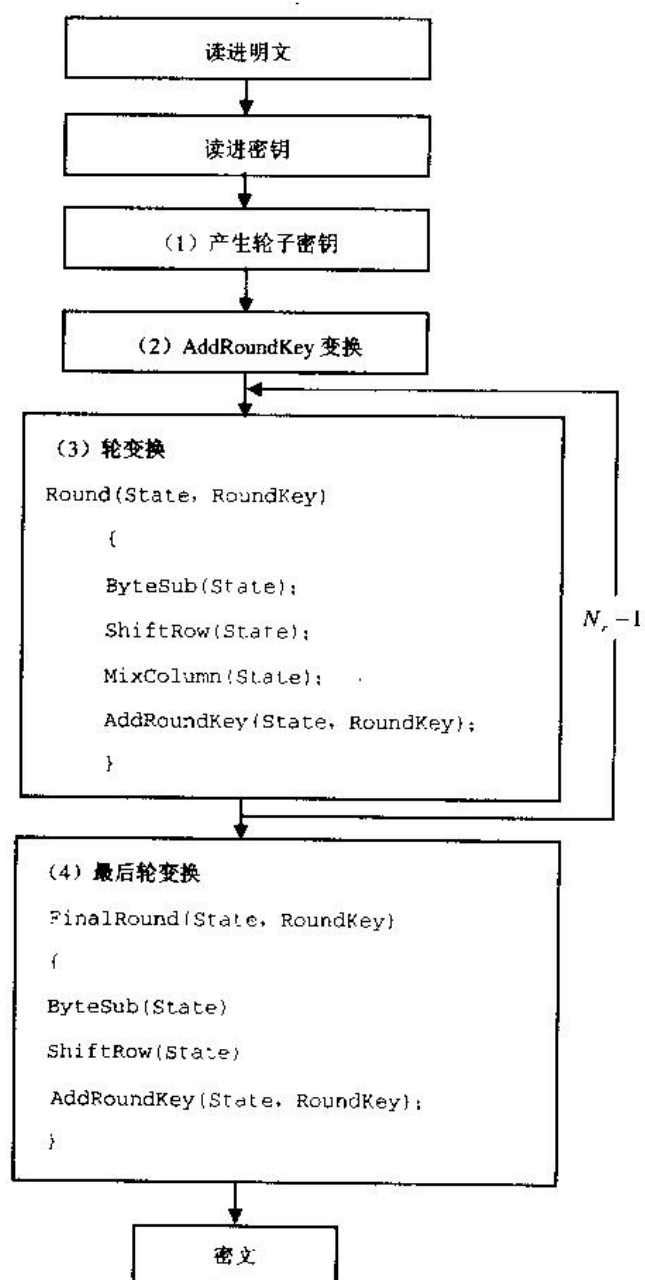 读进明文
读进密钥
(1) 产生轮子密钥
(2) AddRoundKey 变换
(3) 轮变换
Round(State, RoundKey)
{
ByteSub(State);
ShiftRow(State);
MixColumn(State);
AddRoundKey(State, RoundKey);
}
N_r -1
(4) 最后轮变换
FinalRound(State, RoundKey)
{
ByteSub(State)
ShiftRow(State)
AddRoundKey(State, RoundKey);
}
密文